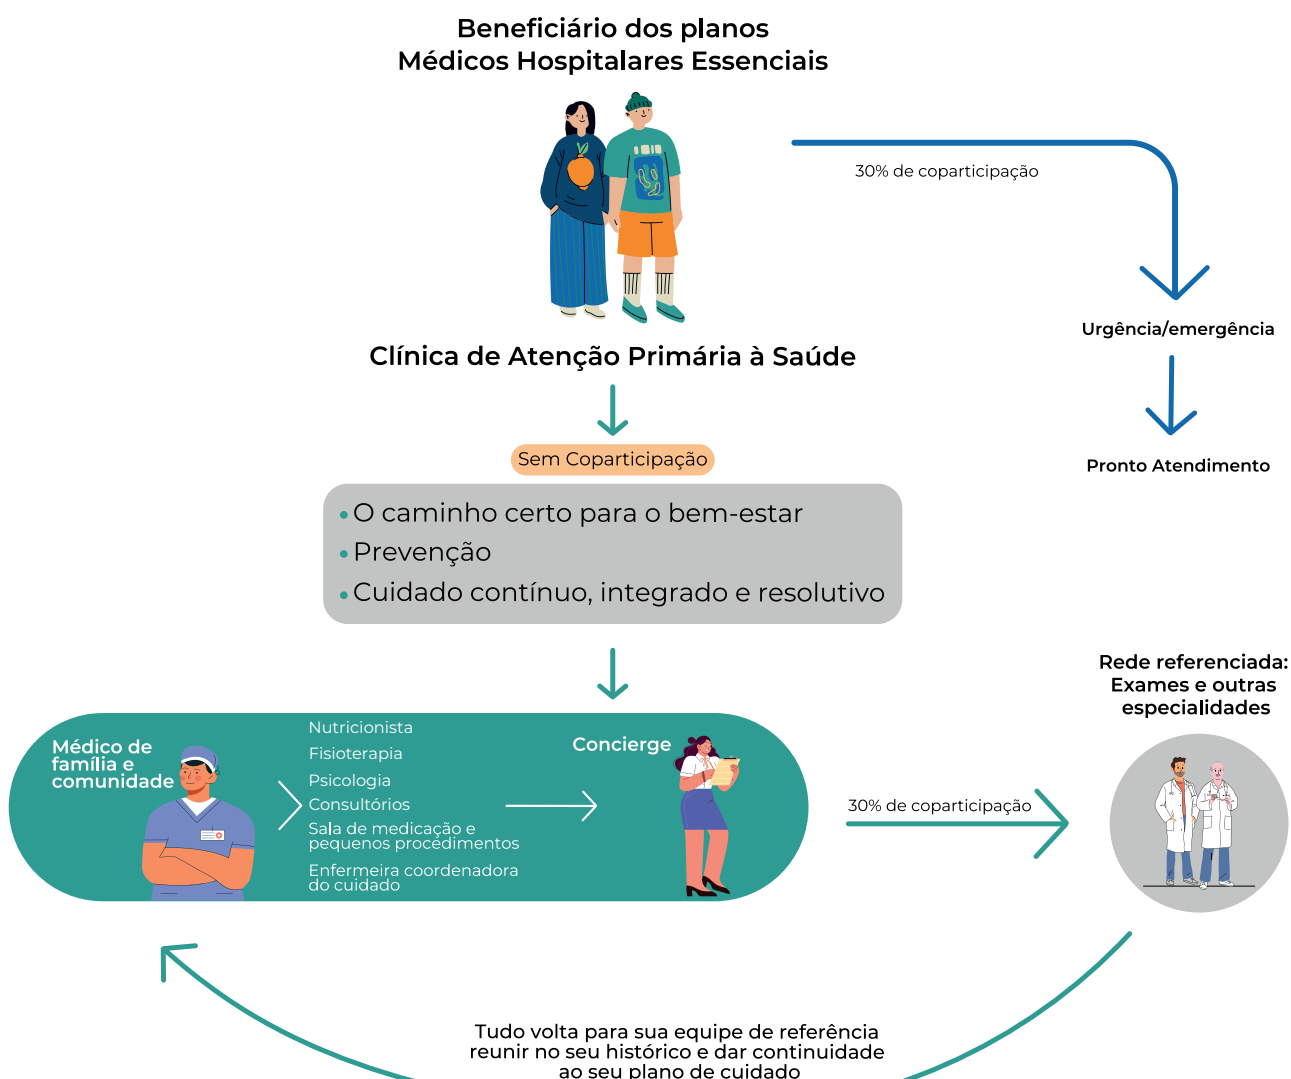 Beneficiário dos planos
Médicos Hospitalares Essenciais
30% de coparticipação
Urgência/emergência
Pronto Atendimento
Clínica de Atenção Primária à Saúde
Sem Coparticipação
• O caminho certo para o bem-estar
• Prevenção
• Cuidado contínuo, integrado e resolutivo
Médico de
família e
comunidade
Nutricionista
Fisioterapia
Psicologia
Consultórios
Sala de medicação e
pequenos procedimentos
Enfermeira coordenadora
do cuidado
Concierge
30% de coparticipação
Rede referenciada:
Exames e outras
especialidades
Tudo volta para sua equipe de referência
reunir no seu histórico e dar continuidade
ao seu plano de cuidado